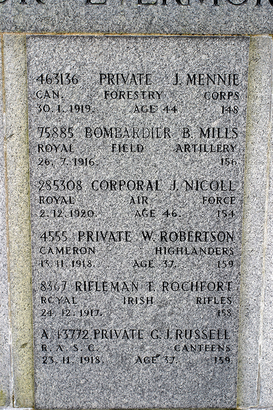 EVERMOR
463136 PRIVATE J. MENNIE
CAN. FORESTRY CORPS
30. 1. 1919. AGE 44 148
75885 BOMBARDIER B. MILLS
ROYAL FIELD ARTILLERY
26. 7. 1916. 156
285308 CORPORAL J. NICOLL
ROYAL AIR FORCE
2. 12. 1920. AGE 46. 154
4555 PRIVATE W. ROBERTSON
CAMERON HIGHLANDERS
13. 11. 1918. AGE 37. 159
8367 RIFLEMAN T. ROCHFORT
ROYAL IRISH RIFLES
24. 12. 1917. 153
A. 13772 PRIVATE G. J. RUSSELL
R. A. S. C. CANTEENS
23. 11. 1918. AGE 37. 159